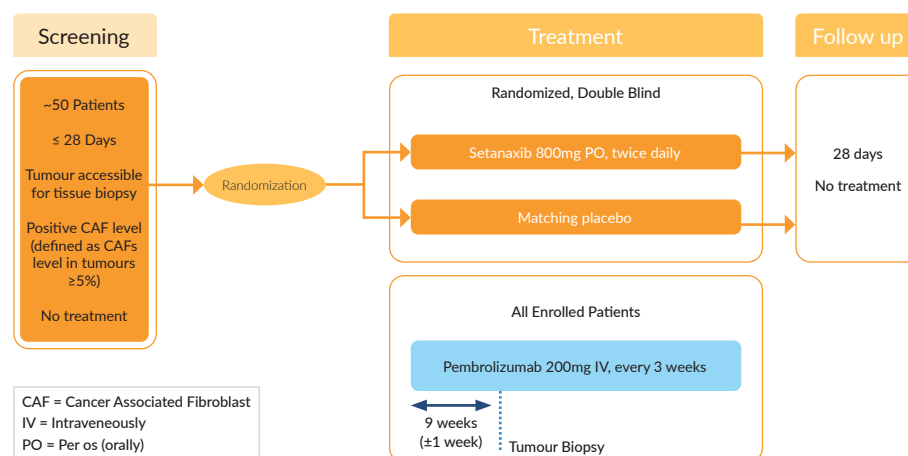 Screening
~50 Patients
≤ 28 Days
Tumour accessible
for tissue biopsy
Positive CAF level
(defined as CAFs
level in tumours
≥5%)
No treatment
Randomization
Treatment
Randomized, Double Blind
Setanaxib 800mg PO, twice daily
Matching placebo
All Enrolled Patients
Pembrolizumab 200mg IV, every 3 weeks
9 weeks
(±1 week)
Tumour Biopsy
Follow up
28 days
No treatment
CAF = Cancer Associated Fibroblast
IV = Intraveneously
PO = Per os (orally)